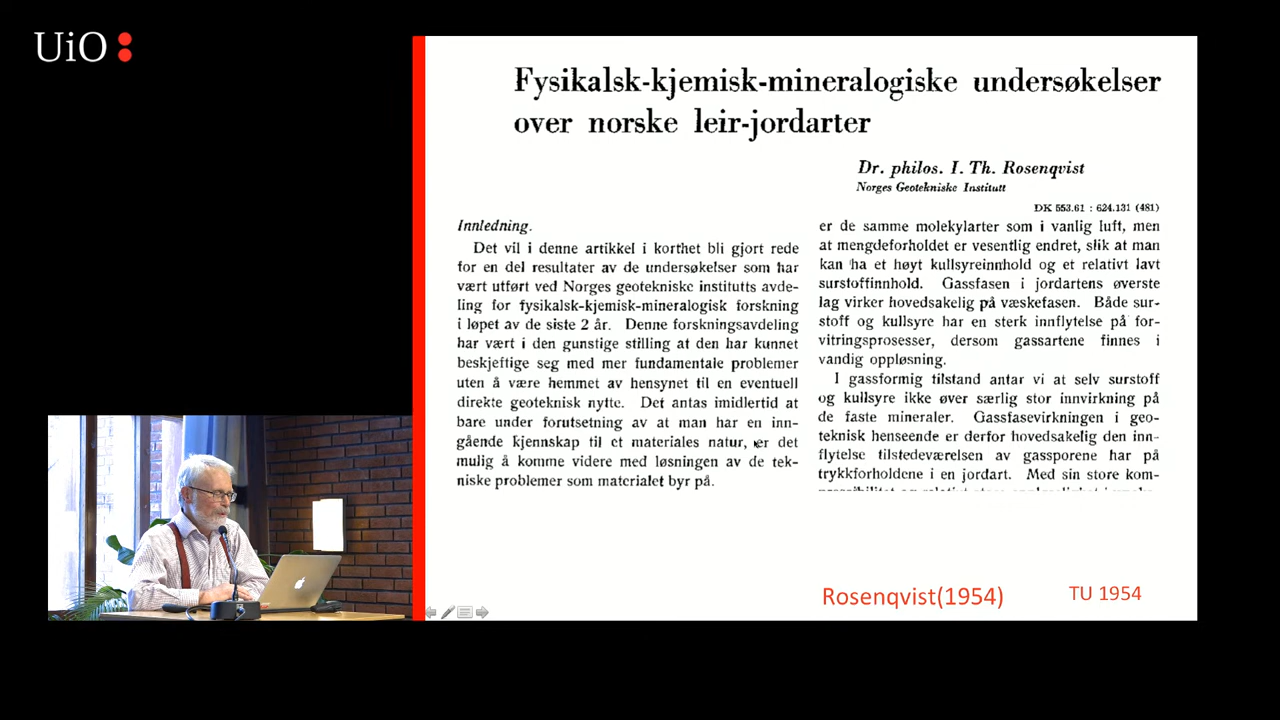 UiO
Fysikalsk-kjemisk-mineralogiske undersøkelser
over norske leir-jordarter
Dr. philos. I. Th. Rosenqvist
Norges Geotekniske Institutt
DK 553.61 : 624.131 (481)
Innledning.
Det vil i denne artikkel i korthet bli gjort rede
for en del resultater av de undersøkelser som har
vært utført ved Norges geotekniske institutts avde-
ling for fysikalsk-kjemisk-mineralogisk forskning
i løpet av de siste 2 år. Denne forskningsavdeling
har vært i den gunstige stilling at den har kunnet
beskjeftige seg med mer fundamentale problemer
uten å være hemmet av hensynet til en eventuell
direkte geoteknisk nytte. Det antas imidlertid at
bare under forutsetning av at man har en inn-
gående kjennskap til et materiales natur, er det
mulig å komme videre med løsningen av de tek-
niske problemer som materialet byr på.
er de samme molekylarter som i vanlig luft, men
at mengdeforholdet er vesentlig endret, slik at man
kan ha et høyt kullsyreinnhold og et relativt lavt
surstoffinnhold. Gassfasen i jordartens øverste
lag virker hovedsakelig på væskefasen. Både sur-
stoff og kullsyre har en sterk innflytelse på for-
vitringsprosesser, dersom gassartene finnes i
vandig oppløsning.
I gassformig tilstand antar vi at selv surstoff
og kullsyre ikke øver særlig stor innvirkning på
de faste mineraler. Gassfasevirkningen i geo-
teknisk henseende er derfor hovedsakelig den inn-
flytelse tilstedeværelsen av gassporene har på
trykkforholdene i en jordart. Med sin store kom-
Rosenqvist(1954)
TU 1954